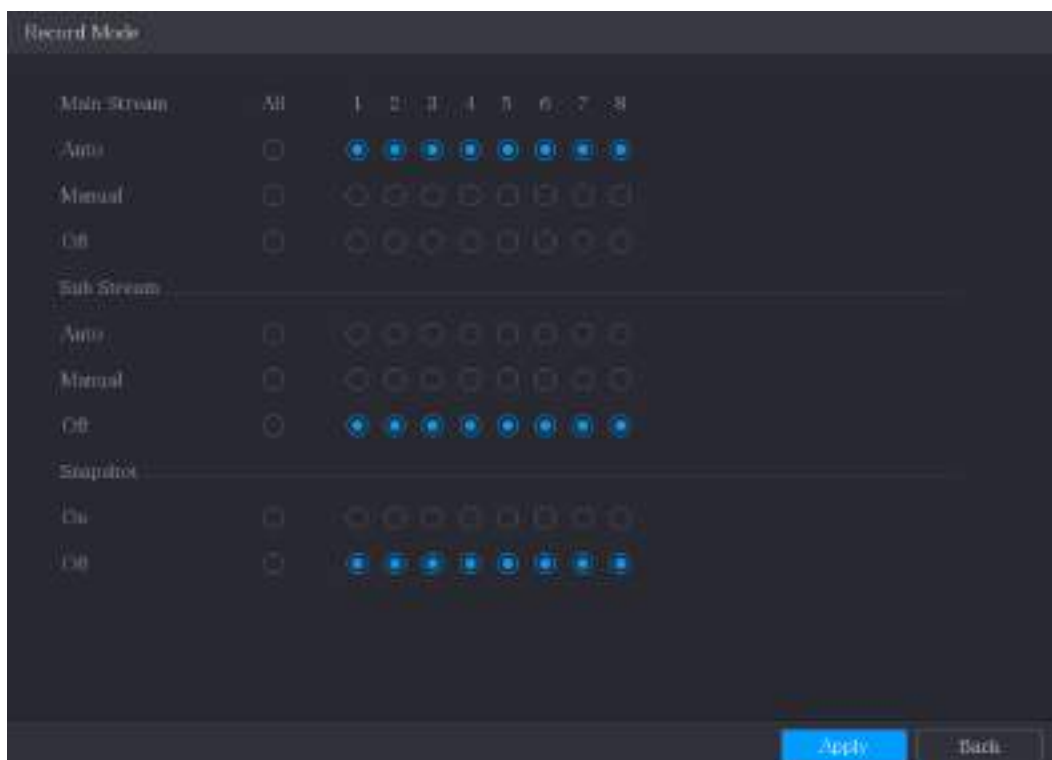 Record Mode
Main Stream All 1 2 3 4 5 6 7 8
Auto
Manual
Off
Sub Stream
Auto
Manual
Off
Snapshot
On
Off
Apply Back